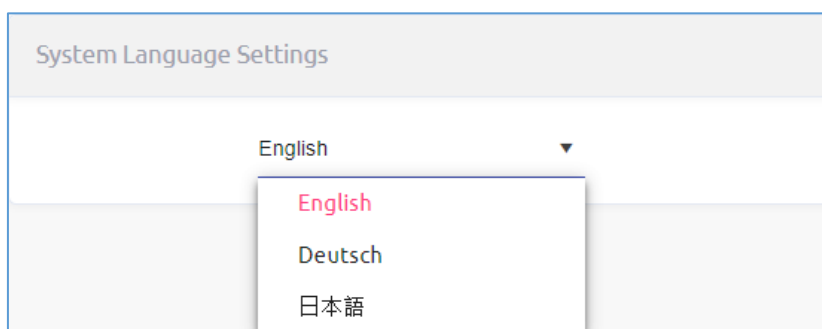 System Language Settings
English
English
Deutsch
日本語